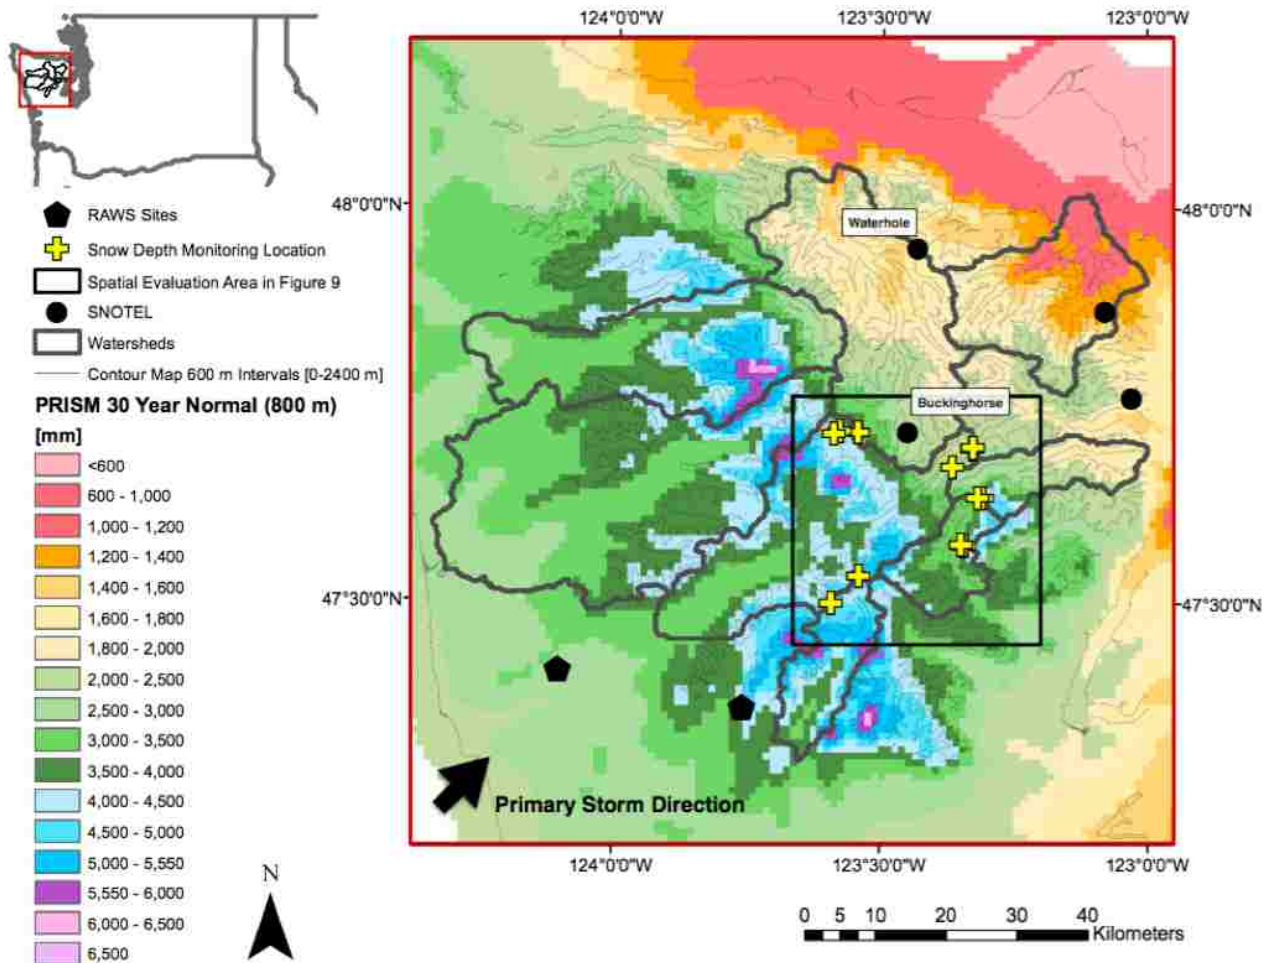 124°0'0"W
123°30'0"W
123°0'0"W
48°0'0"N
48°0'0"N
RAWS Sites
Snow Depth Monitoring Location
Spatial Evaluation Area in Figure 9
SNOTEL
Watersheds
Contour Map 600 m Intervals [0-2400 m]
PRISM 30 Year Normal (800 m)
[mm]
<600
600 - 1,000
1,000 - 1,200
1,200 - 1,400
1,400 - 1,600
1,600 - 1,800
1,800 - 2,000
2,000 - 2,500
2,500 - 3,000
3,000 - 3,500
3,500 - 4,000
4,000 - 4,500
4,500 - 5,000
5,000 - 5,550
5,550 - 6,000
6,000 - 6,500
6,500
Waterhole
Buckinghorse
47°30'0"N
47°30'0"N
Primary Storm Direction
124°0'0"W
123°30'0"W
123°0'0"W
N
0 5 10 20 30 40
Kilometers